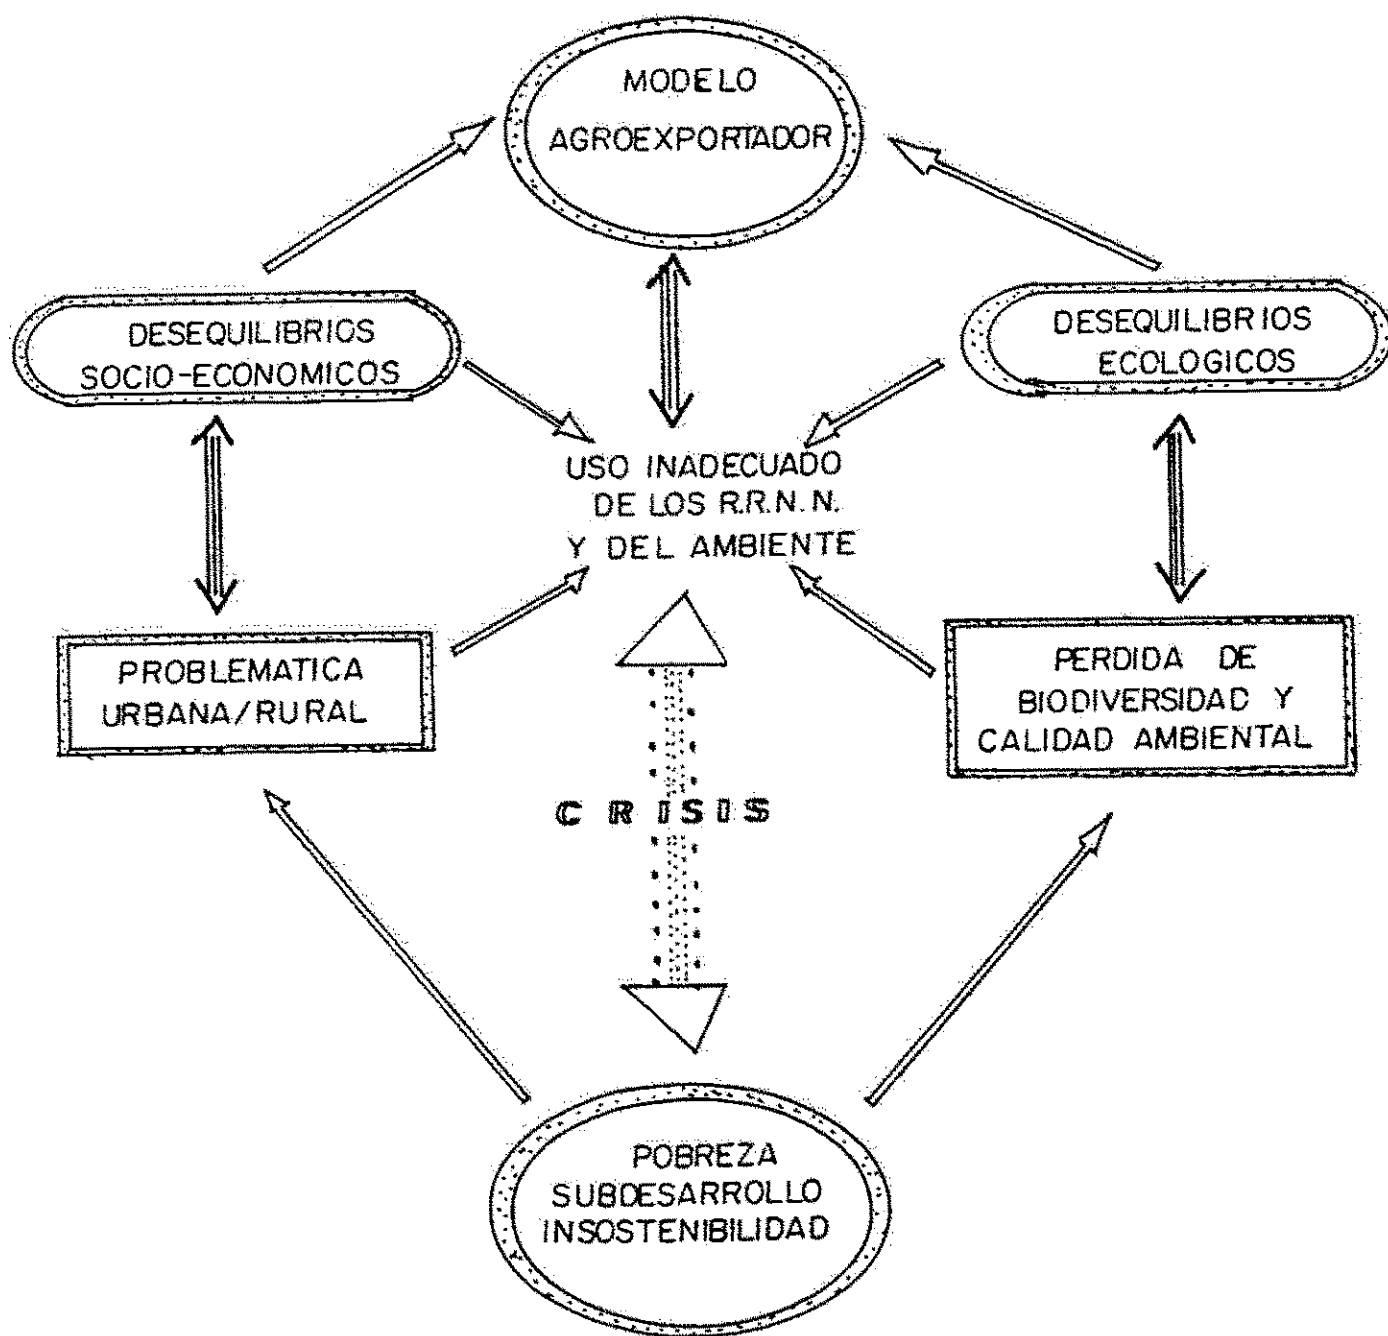 MODELO
AGROEXPORTADOR
DESEQUILIBRIOS
SOCIO-ECONOMICOS
DESEQUILIBRIOS
ECOLOGICOS
USO INADECUADO
DE LOS R.R.N.N.
Y DEL AMBIENTE
PROBLEMATICA
URBANA/RURAL
PERDIDA DE
BIODIVERSIDAD Y
CALIDAD AMBIENTAL
CRISIS
POBREZA
SUBDESARROLLO
INSOSTENIBILIDAD